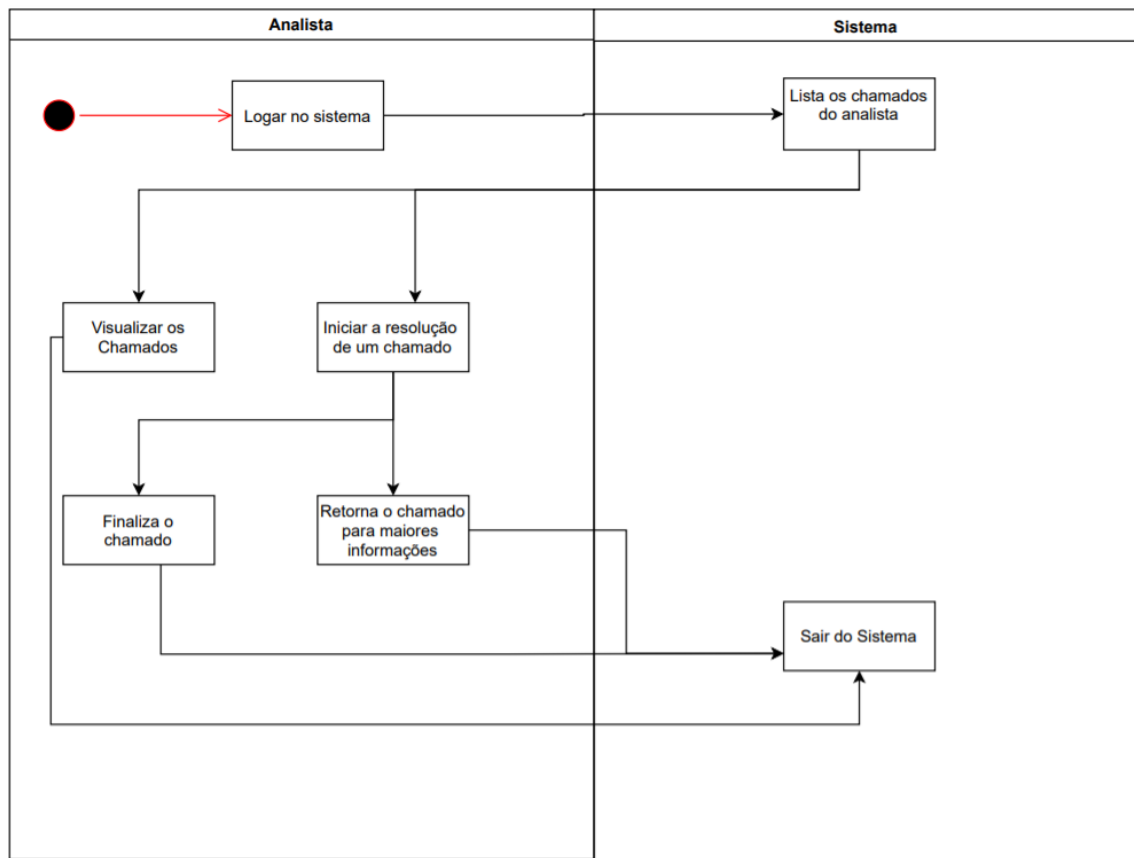 Analista
Sistema
Logar no sistema
Lista os chamados
do analista
Visualizar os
Chamados
Iniciar a resolução
de um chamado
Finaliza o
chamado
Retorna o chamado
para maiores
informações
Sair do Sistema